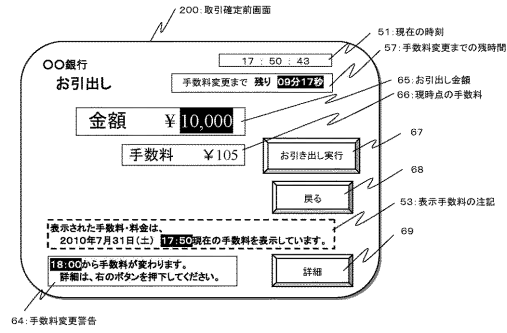 200:取引確定前画面
51:現在の時刻
17 : 50 : 43
57:手数料変更までの残時間
〇〇銀行
お引出し
手数料変更まで 残り 09分17秒
65:お引出し金額
66:現時点の手数料
金額 ¥ 10,000
手数料 ¥105
67
お引き出し実行
68
戻る
53:表示手数料の注記
表示された手数料・料金は、
2010年7月31日(土) 17:50現在の手数料を表示しています。
69
18:00から手数料が変わります。
詳細は、右のボタンを押下してください。
詳細
64:手数料変更警告